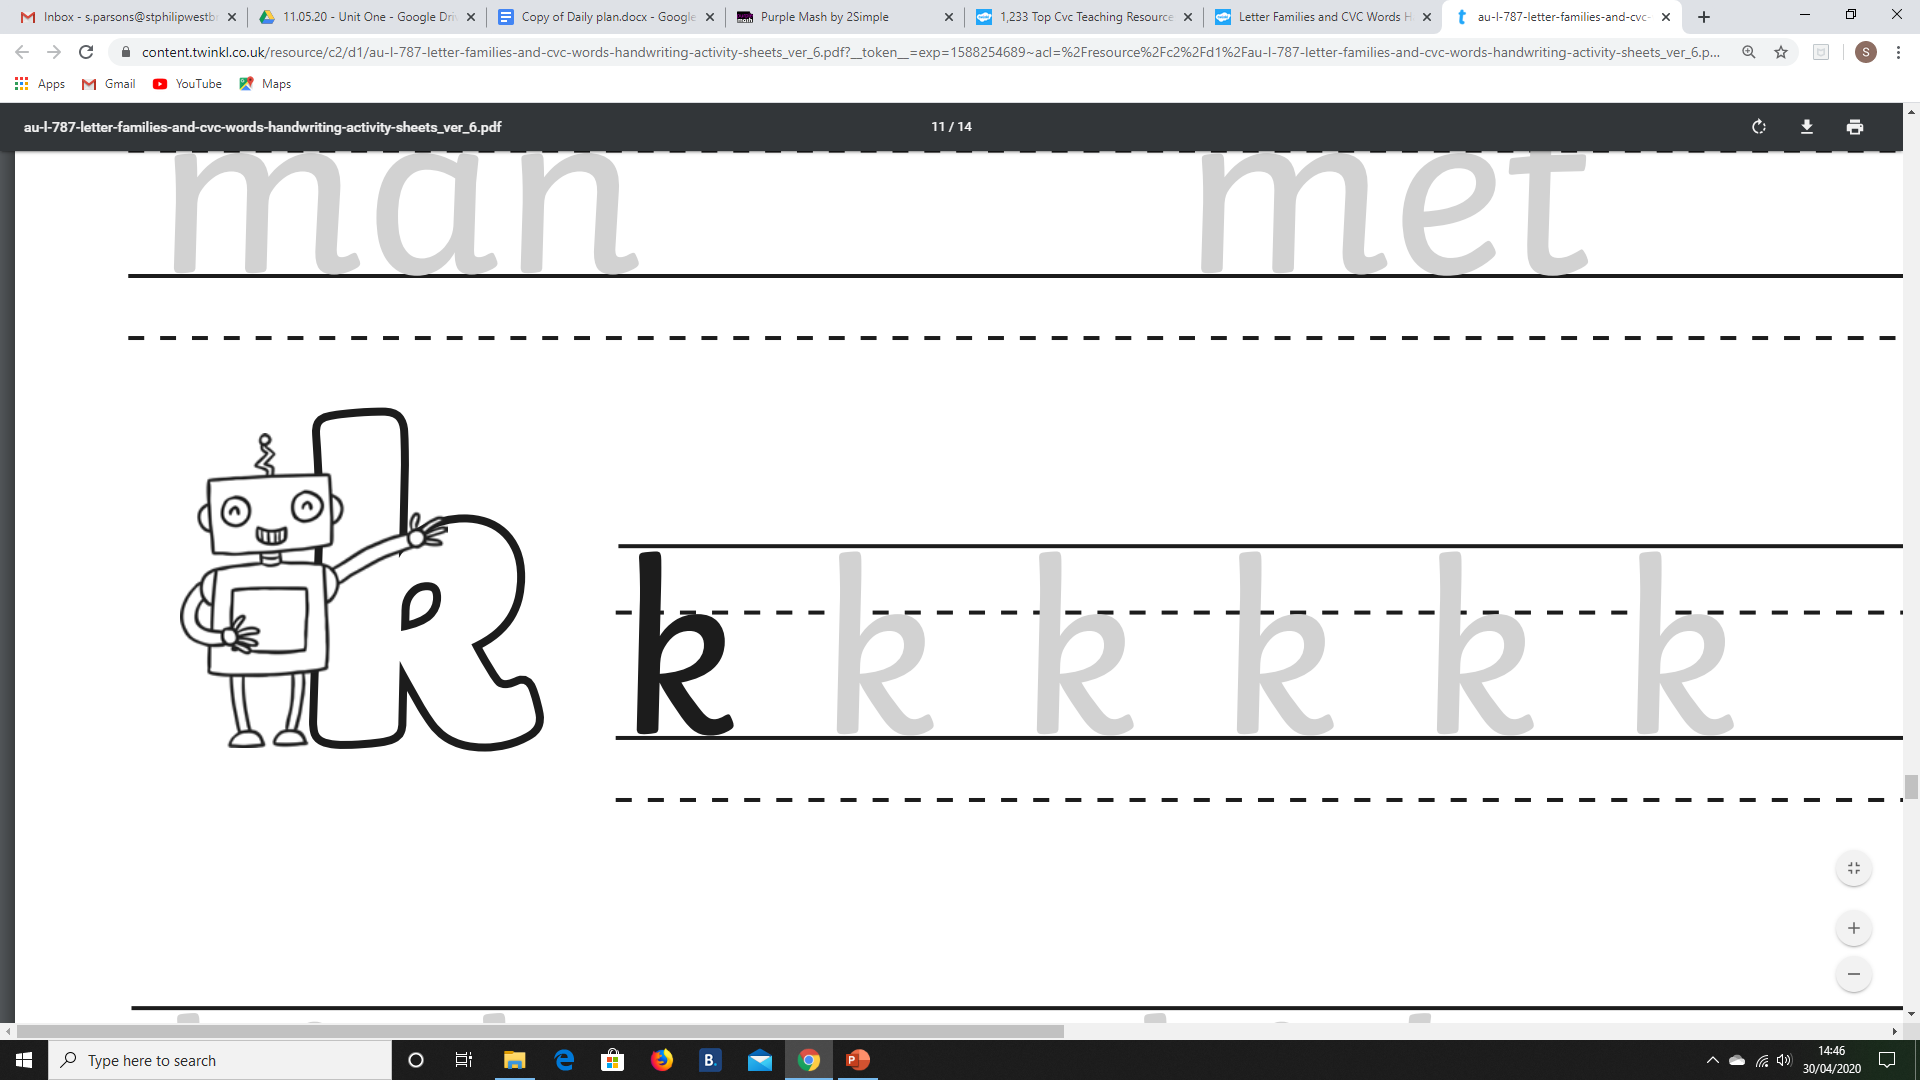 Inbox - s.parsons@stphilipwestbr
11.05.20 - Unit One - Google Driv
Copy of Daily plan.docx - Google
Purple Mash by 2Simple
1,233 Top Cvc Teaching Resource
Letter Families and CVC Words H
au-l-787-letter-families-and-cvc-
content.twinkl.co.uk/resource/c2/d1/au-l-787-letter-families-and-cvc-words-handwriting-activity-sheets_ver_6.pdf?__token__=exp=1588254689~acl=%2Fresource%2Fc2%2Fd1%2Fau-l-787-letter-families-and-cvc-words-handwriting-activity-sheets_ver_6.p...
S
Apps Gmail YouTube Maps
au-l-787-letter-families-and-cvc-words-handwriting-activity-sheets_ver_6.pdf 11 / 14
man met
k
k k k k k k
Type here to search
14:46
30/04/2020